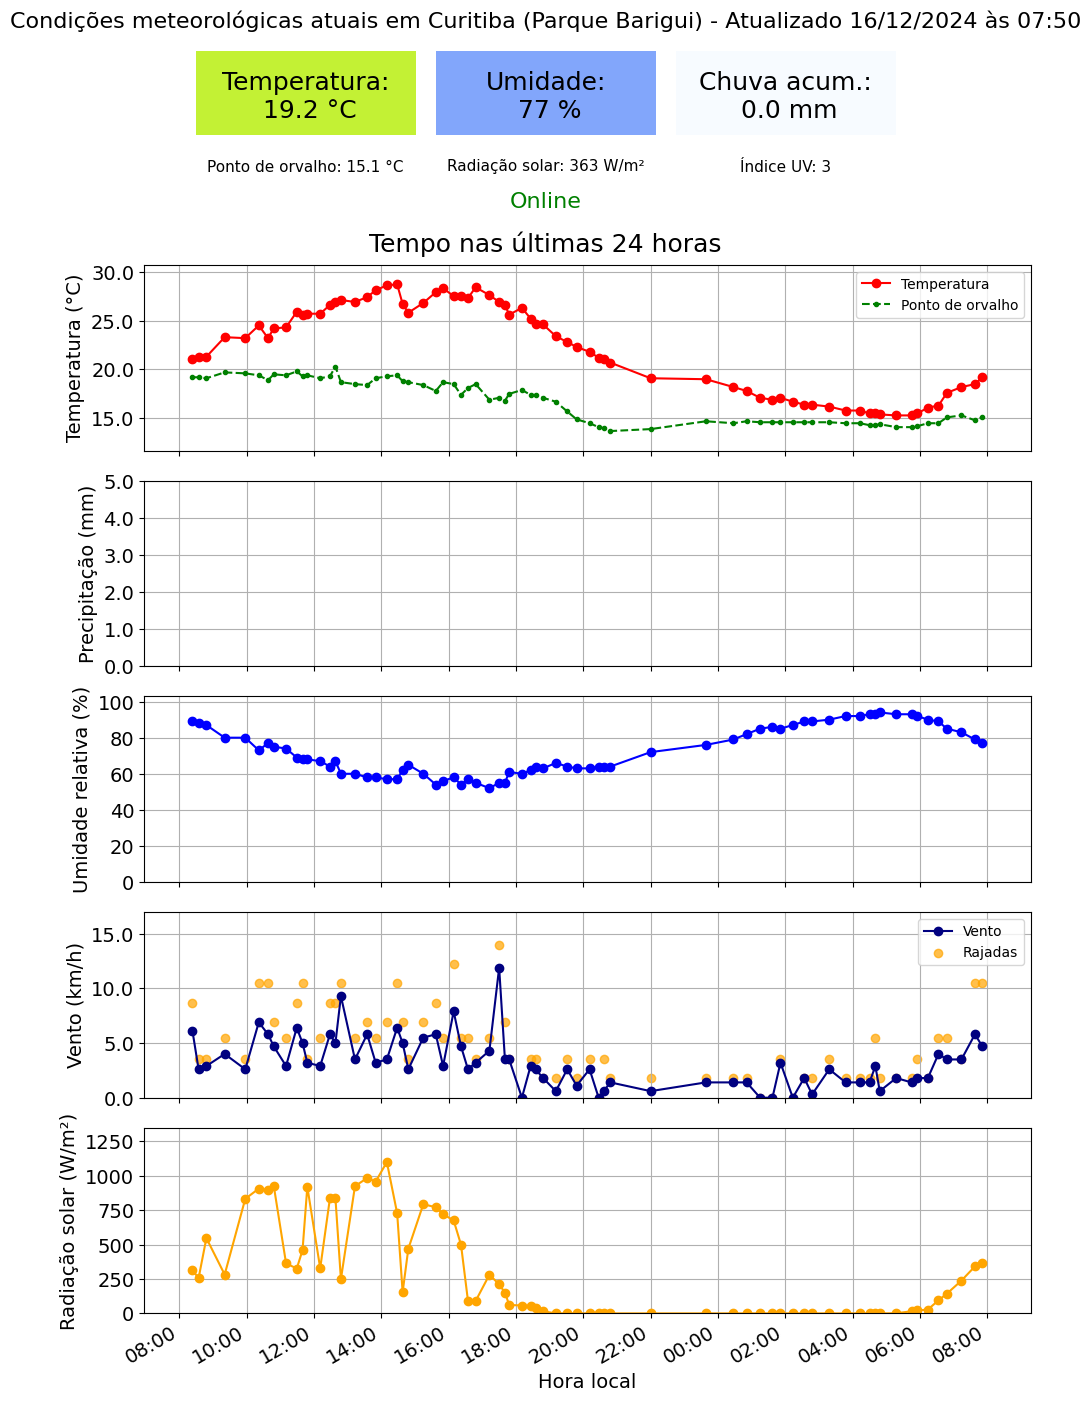 Condições meteorológicas atuais em Curitiba (Parque Barigui) - Atualizado 16/12/2024 às 07:50
Temperatura:
19.2 °C
Umidade:
77 %
Chuva acum.:
0.0 mm
Ponto de orvalho: 15.1 °C
Radiação solar: 363 W/m²
Índice UV: 3
Online
Tempo nas últimas 24 horas
Temperatura (°C)
30.0
25.0
20.0
15.0
Temperatura
Ponto de orvalho
Precipitação (mm)
5.0
4.0
3.0
2.0
1.0
0.0
Umidade relativa (%)
100
80
60
40
20
0
Vento (km/h)
15.0
10.0
5.0
0.0
Vento
Rajadas
Radiação solar (W/m²)
1250
1000
750
500
250
0
08:00
10:00
12:00
14:00
16:00
18:00
20:00
22:00
00:00
02:00
04:00
06:00
08:00
Hora local